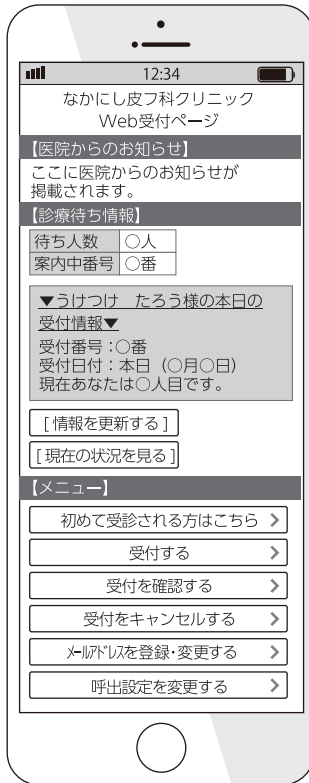 12:34
なかにし皮フ科クリニック
Web受付ページ
【医院からのお知らせ】
ここに医院からのお知らせが
掲載されます。
【診療待ち情報】
待ち人数 ○人
案内中番号 ○番
▼うけつけ　たろう様の本日の
受付情報▼
受付番号：○番
受付日付：本日（○月○日）
現在あなたは○人目です。
[ 情報を更新する ]
[ 現在の状況を見る ]
【メニュー】
初めて受診される方はこちら >
受付する >
受付を確認する >
受付をキャンセルする >
ﾒｰﾙｱﾄﾞﾚｽを登録・変更する >
呼出設定を変更する >